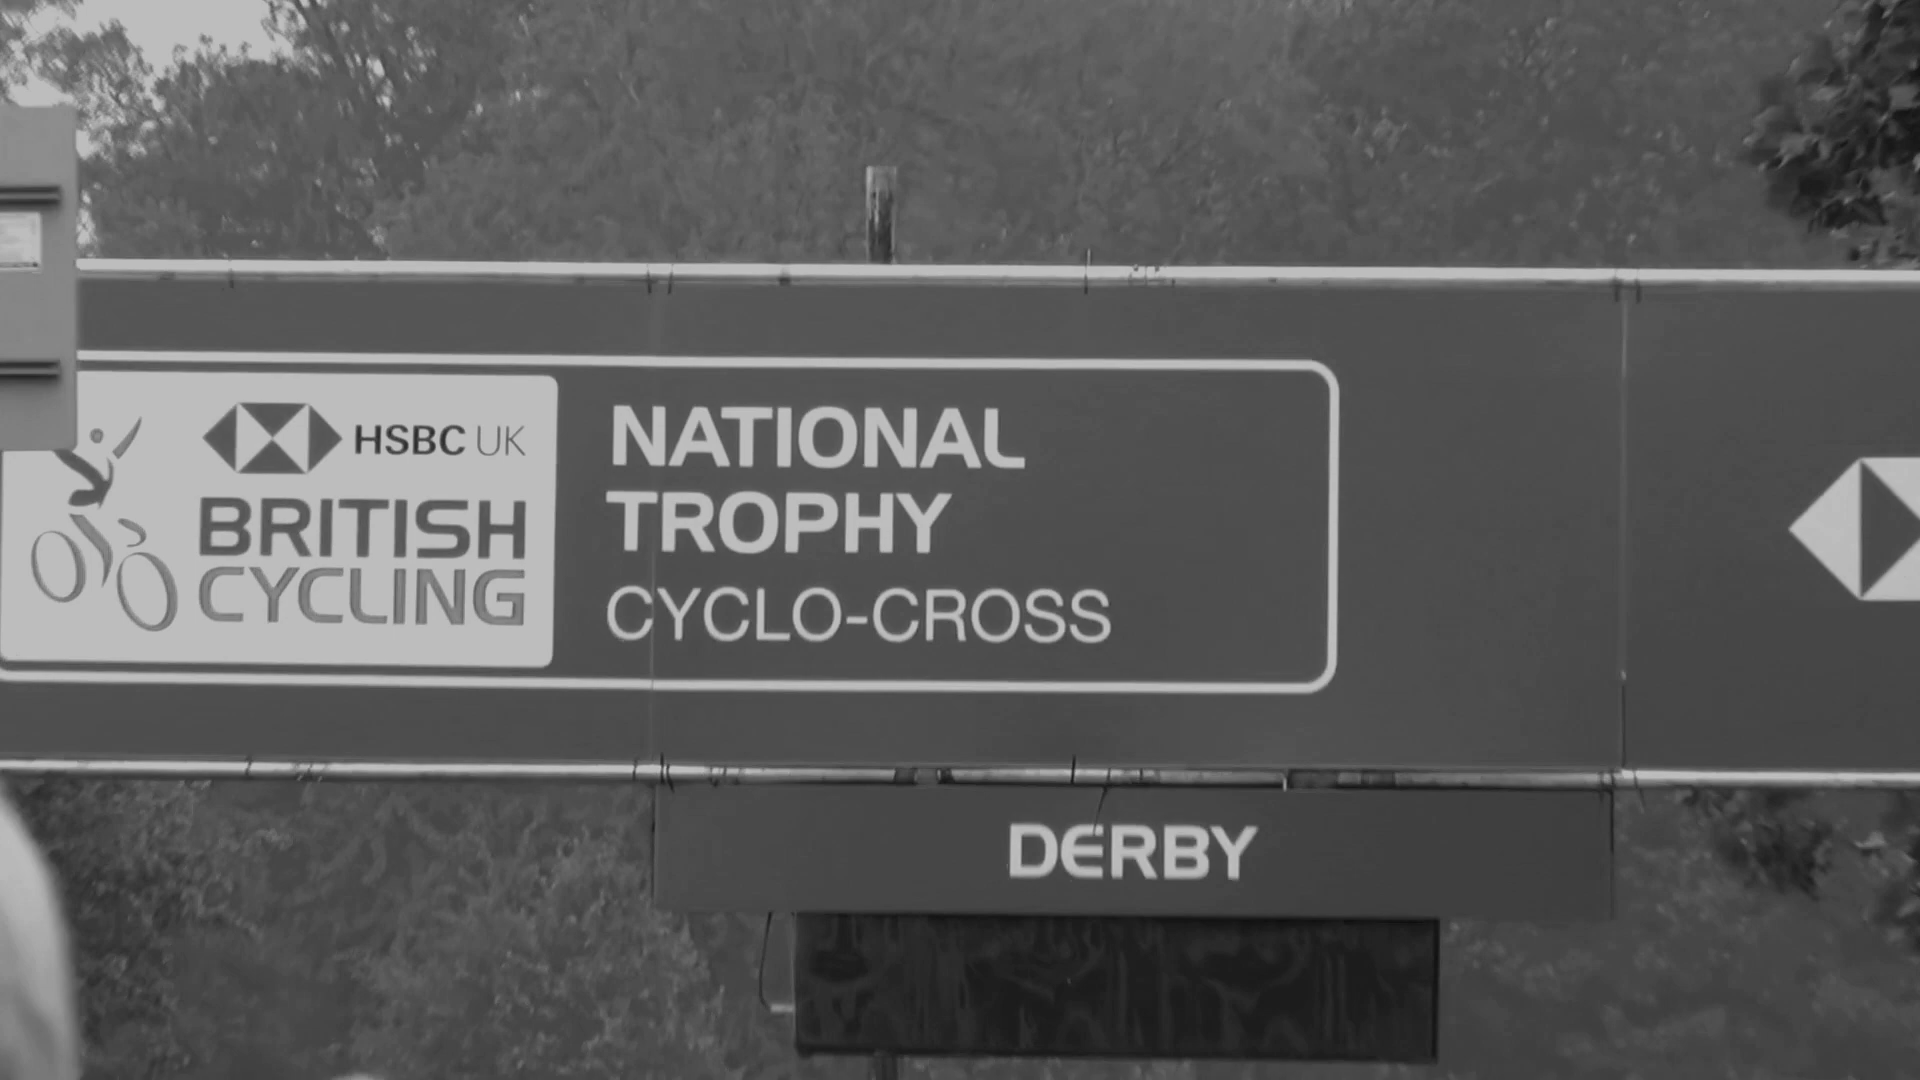 HSBC UK
BRITISH
CYCLING
NATIONAL
TROPHY
CYCLO-CROSS
DERBY